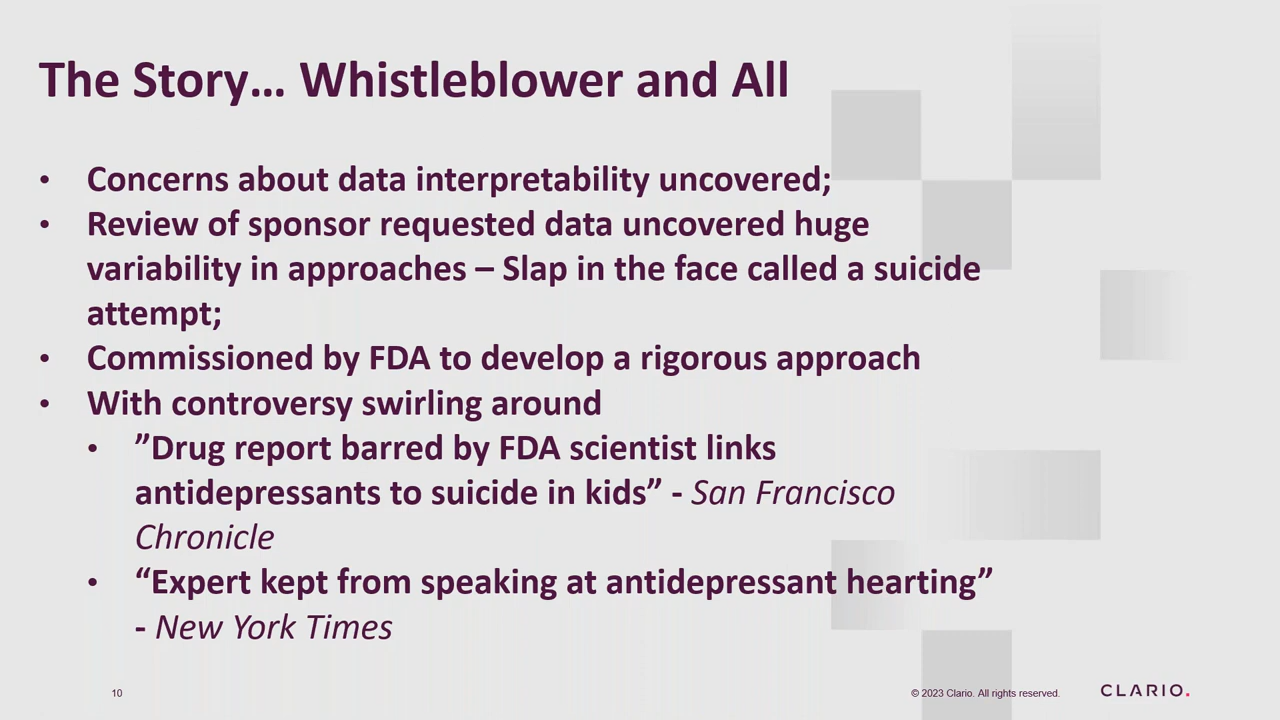 The Story… Whistleblower and All
• Concerns about data interpretability uncovered;
• Review of sponsor requested data uncovered huge
variability in approaches – Slap in the face called a suicide
attempt;
• Commissioned by FDA to develop a rigorous approach
• With controversy swirling around
• ”Drug report barred by FDA scientist links
antidepressants to suicide in kids” - San Francisco
Chronicle
• “Expert kept from speaking at antidepressant hearting”
- New York Times
10
© 2023 Clario. All rights reserved.
CLARIO.